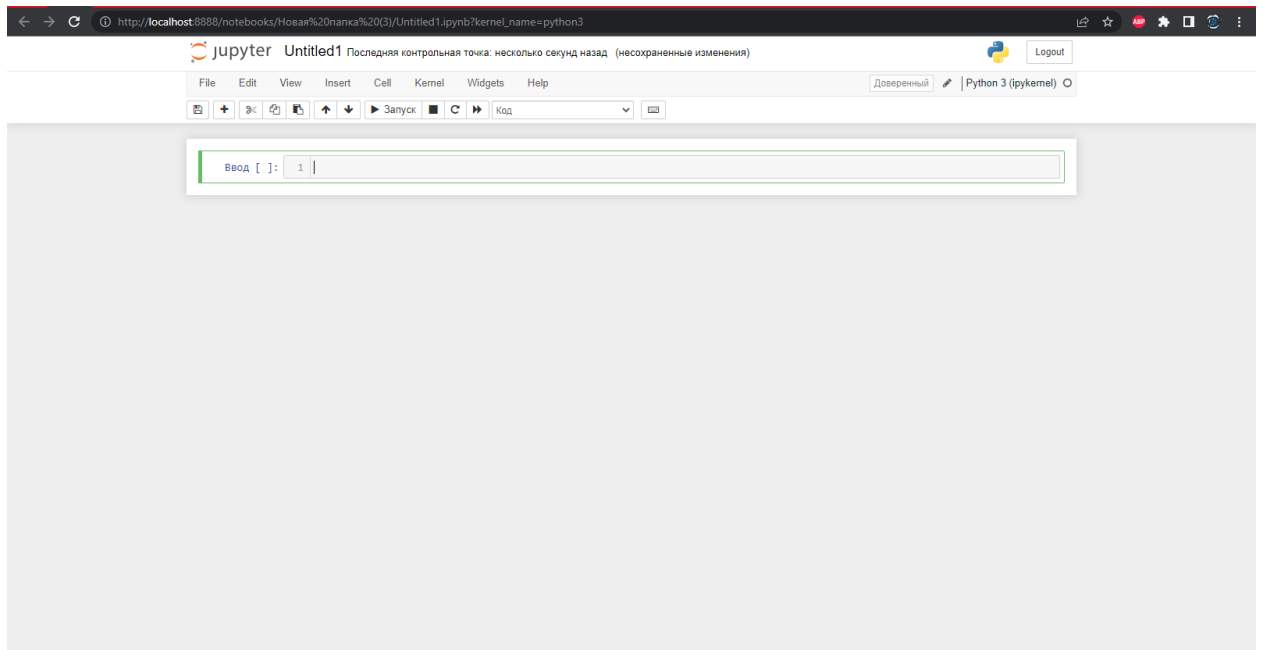 http://localhost:8888/notebooks/Новая%20папка%20(3)/Untitled1.ipynb?kernel_name=python3
ABP
jupyter Untitled1 Последняя контрольная точка: несколько секунд назад (несохраненные изменения)
Logout
File Edit View Insert Cell Kernel Widgets Help
Доверенный Python 3 (ipykernel)
Запуск Код
Ввод [ ]: 1